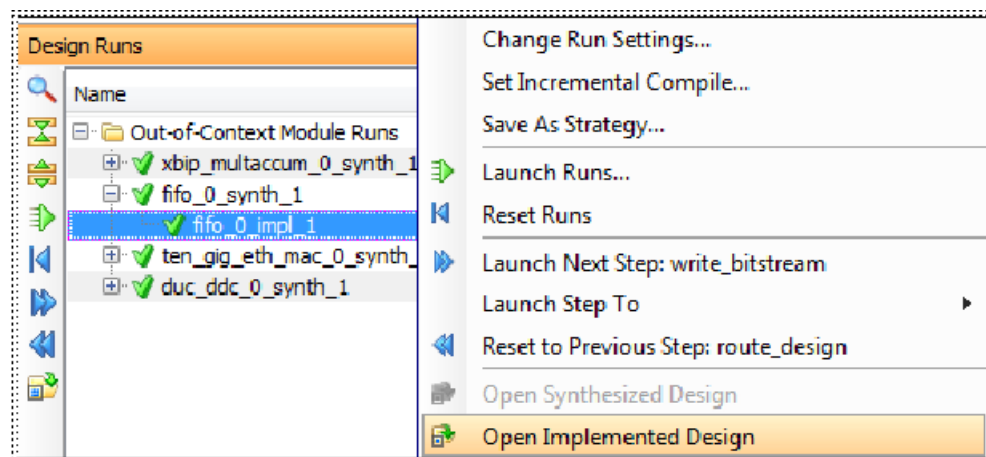 Design Runs
Name
Out-of-Context Module Runs
xbip_multaccum_0_synth_1
fifo_0_synth_1
fifo_0_impl_1
ten_gig_eth_mac_0_synth_
duc_ddc_0_synth_1
Change Run Settings...
Set Incremental Compile...
Save As Strategy...
Launch Runs...
Reset Runs
Launch Next Step: write_bitstream
Launch Step To
Reset to Previous Step: route_design
Open Synthesized Design
Open Implemented Design